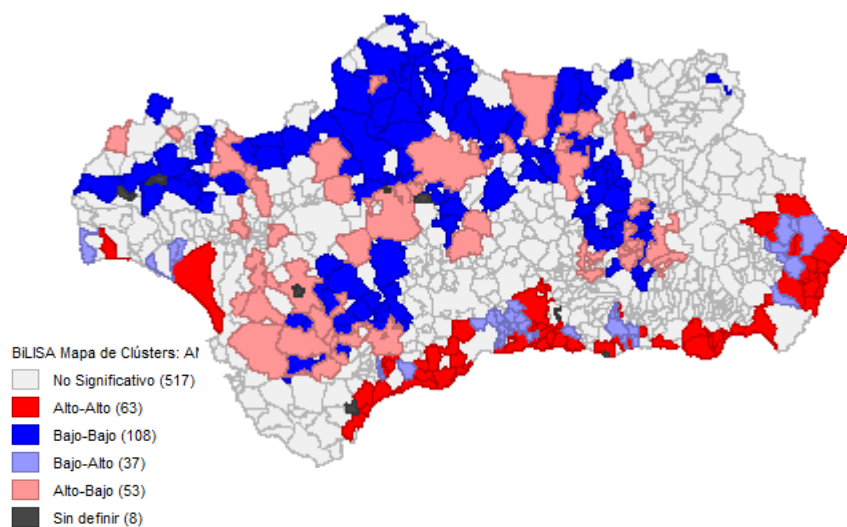 BiLISA Mapa de Clústers:
No Significativo (517)
Alto-Alto (63)
Bajo-Bajo (108)
Bajo-Alto (37)
Alto-Bajo (53)
Sin definir (8)